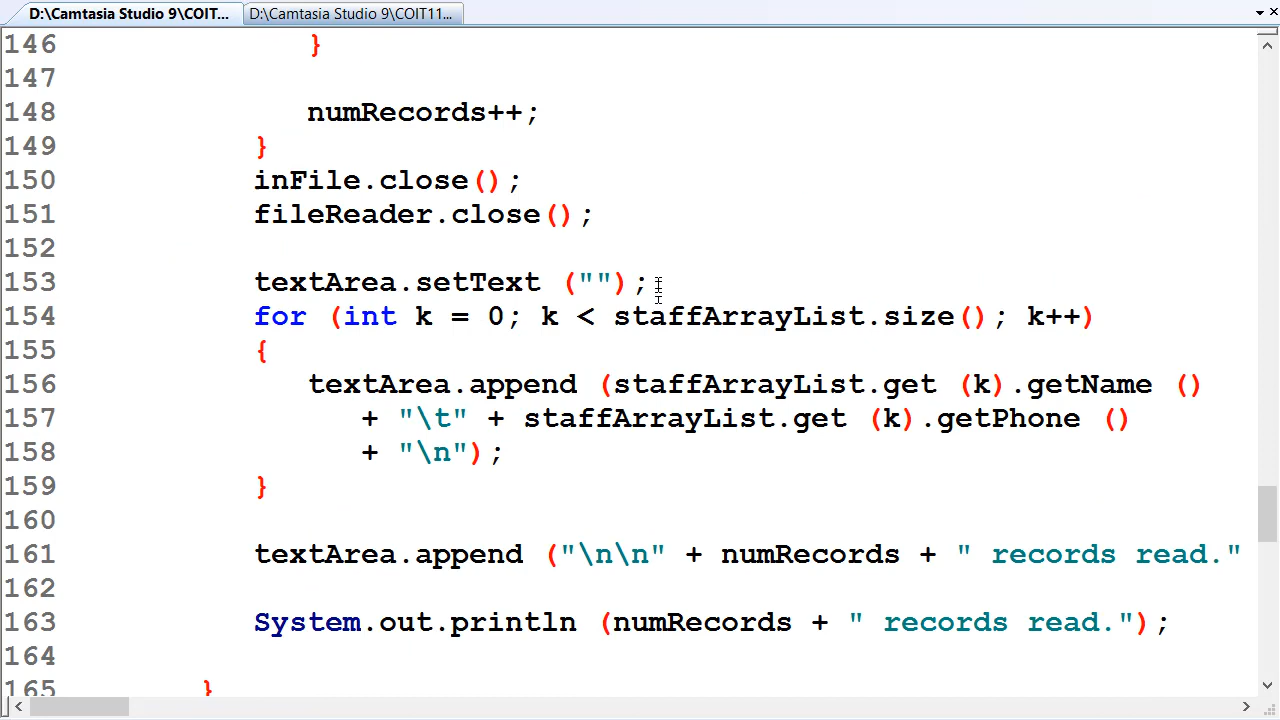 D:\Camtasia Studio 9\COIT... D:\Camtasia Studio 9\COIT11...
146 }
147
148 numRecords++;
149 }
150 inFile.close();
151 fileReader.close();
152
153 textArea.setText ("");
154 for (int k = 0; k < staffArrayList.size(); k++)
155 {
156 textArea.append (staffArrayList.get (k).getName ()
157 + "\t" + staffArrayList.get (k).getPhone ()
158 + "\n");
159 }
160
161 textArea.append ("\n\n" + numRecords + " records read."
162
163 System.out.println (numRecords + " records read.");
164
165 }